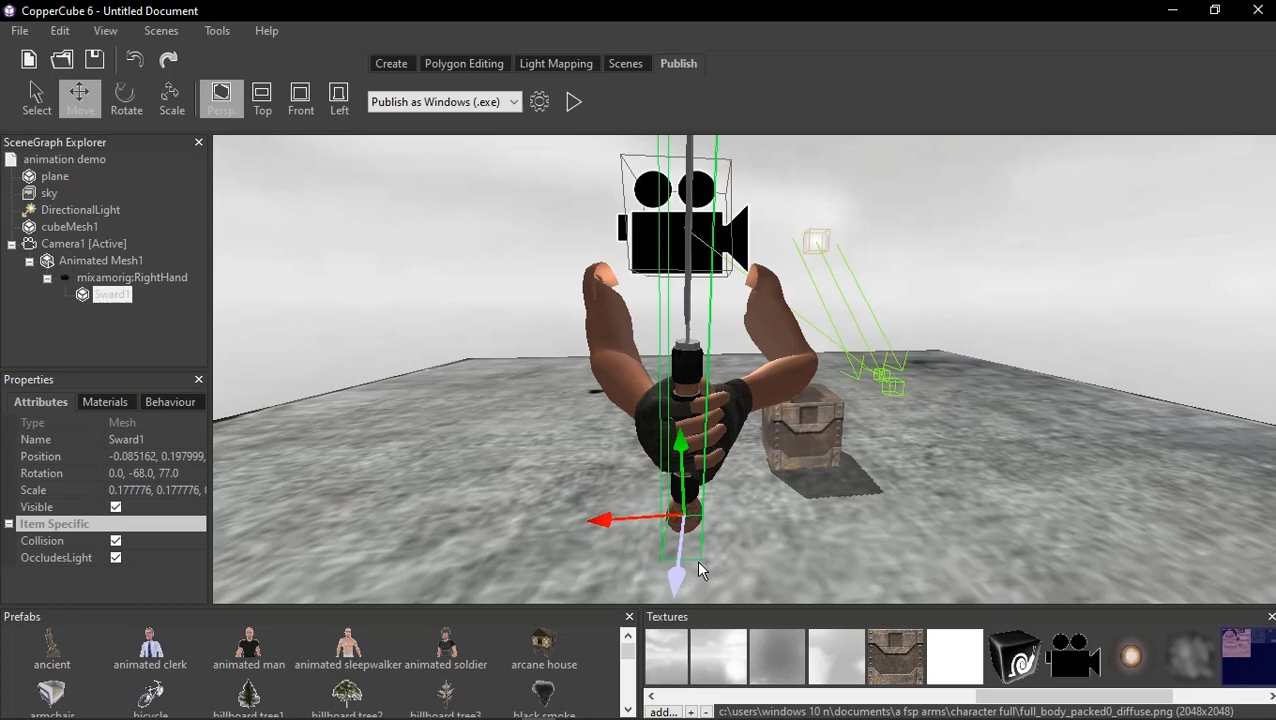 CopperCube 6 - Untitled Document
File Edit View Scenes Tools Help
Create Polygon Editing Light Mapping Scenes Publish
Select Move Rotate Scale Persp. Top Front Left
Publish as Windows (.exe)
SceneGraph Explorer
animation demo
plane
sky
DirectionalLight
cubeMesh1
Camera1 [Active]
Animated Mesh1
mixamorig:RightHand
Sward1
Properties
Attributes Materials Behaviour
Type Mesh
Name Sward1
Position -0.085162, 0.197999,
Rotation 0.0, -68.0, 77.0
Scale 0.177776, 0.177776,
Visible
Item Specific
Collision
OccludesLight
Prefabs
ancient animated clerk animated man animated sleepwalker animated soldier arcane house
armchair bicycle billboard tree1 billboard tree2 billboard_tree3 black smoke
Textures
add... + -
c:\users\windows 10 n\documents\a fsp arms\character full\full_body_packed0_diffuse.png (2048x2048)